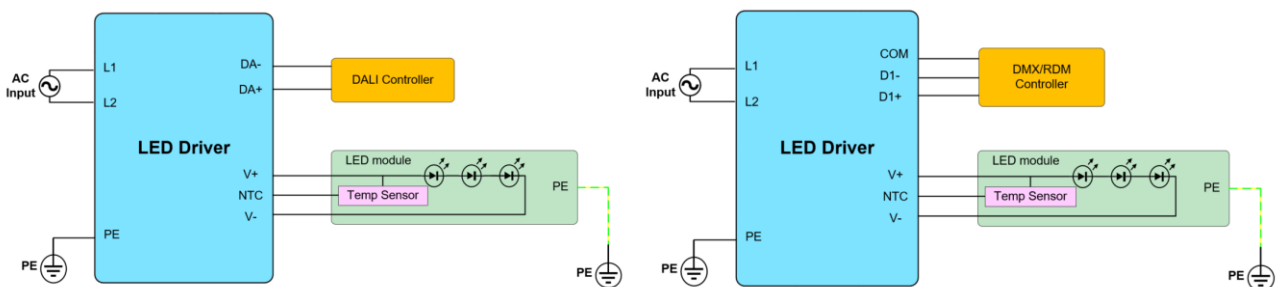 AC
Input
L1
L2
LED Driver
DA-
DA+
DALI Controller
V+
NTC
V-
LED module
Temp Sensor
PE
PE
PE
PE
AC
Input
L1
L2
LED Driver
COM
D1-
D1+
DMX/RDM
Controller
V+
NTC
V-
LED module
Temp Sensor
PE
PE
PE
PE